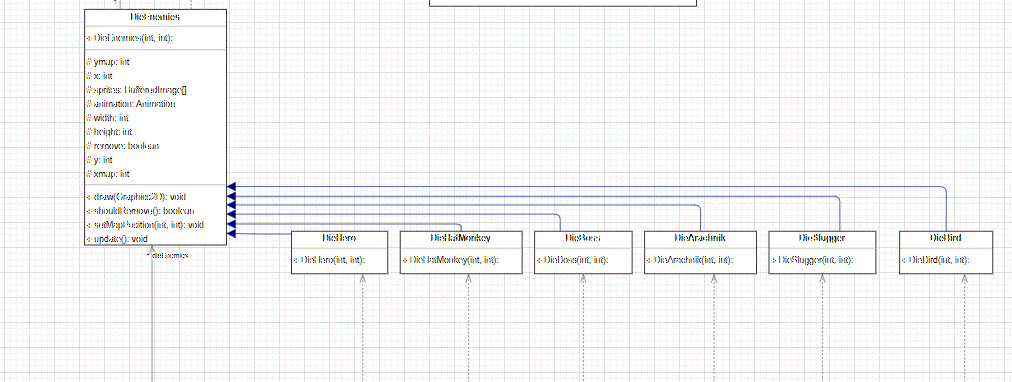 DieEnemies
+ DieEnemies(int, int):
# ymap: int
# x: int
# sprites: BufferedImage[]
# animation: Animation
# width: int
# height: int
# remove: boolean
# y: int
# xmap: int
+ draw(Graphics2D): void
+ shouldRemove(): boolean
+ setMapPosition(int, int): void
+ update(): void
* dieEnemies
DieHero
+ DieHero(int, int):
DieHatMonkey
+ DieHatMonkey(int, int):
DieBoss
+ DieBoss(int, int):
DieArachnik
+ DieArachnik(int, int):
DieSlugger
+ DieSlugger(int, int):
DieBird
+ DieBird(int, int):